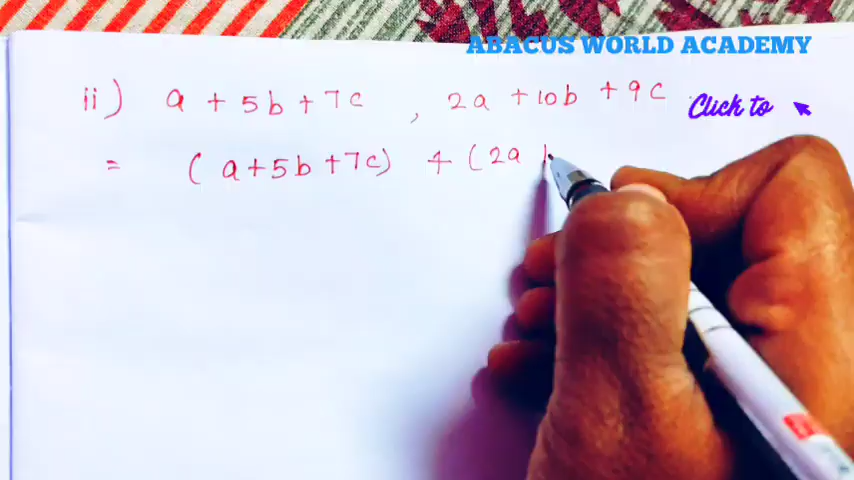 ABACUS WORLD ACADEMY
ii) a + 5b + 7c , 2a + 10b + 9c
Click to
= (a+5b+7c) + (2a